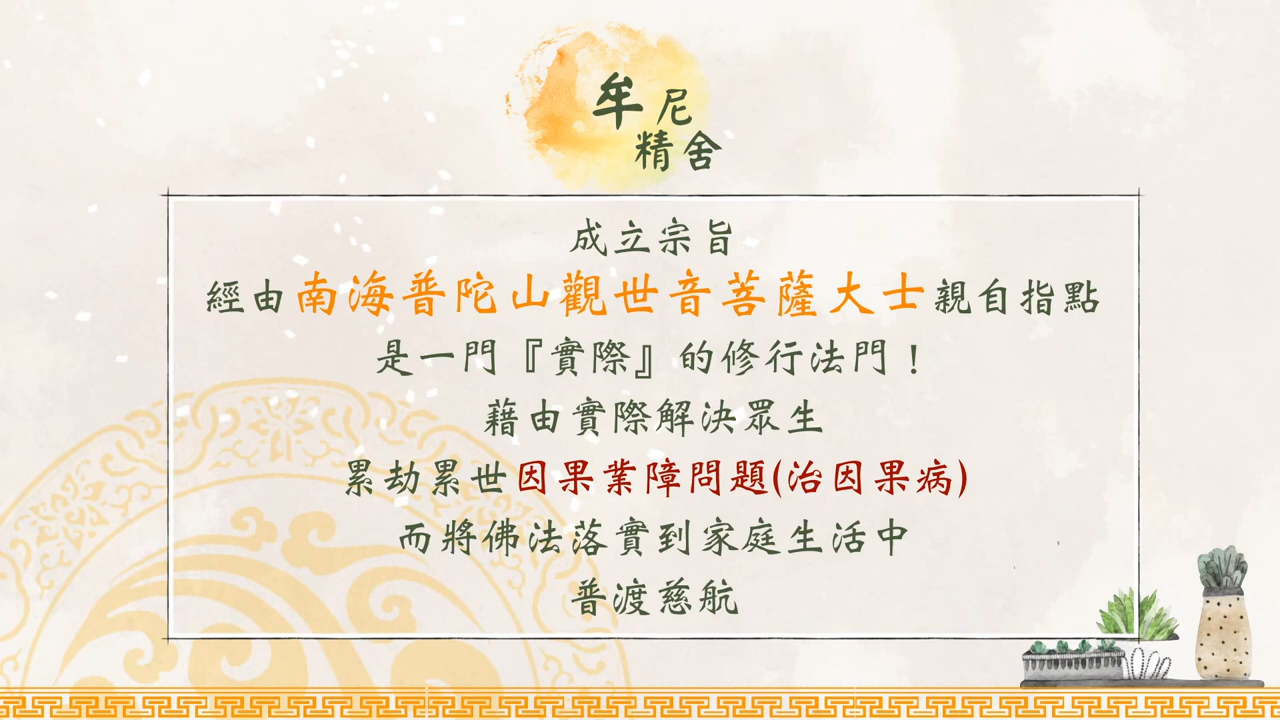 牟尼
精舍
成立宗旨
經由南海普陀山觀世音菩薩大士親自指點
是一門『實際』的修行法門！
藉由實際解決眾生
累劫累世因果業障問題(治因果病)
而將佛法落實到家庭生活中
普渡慈航